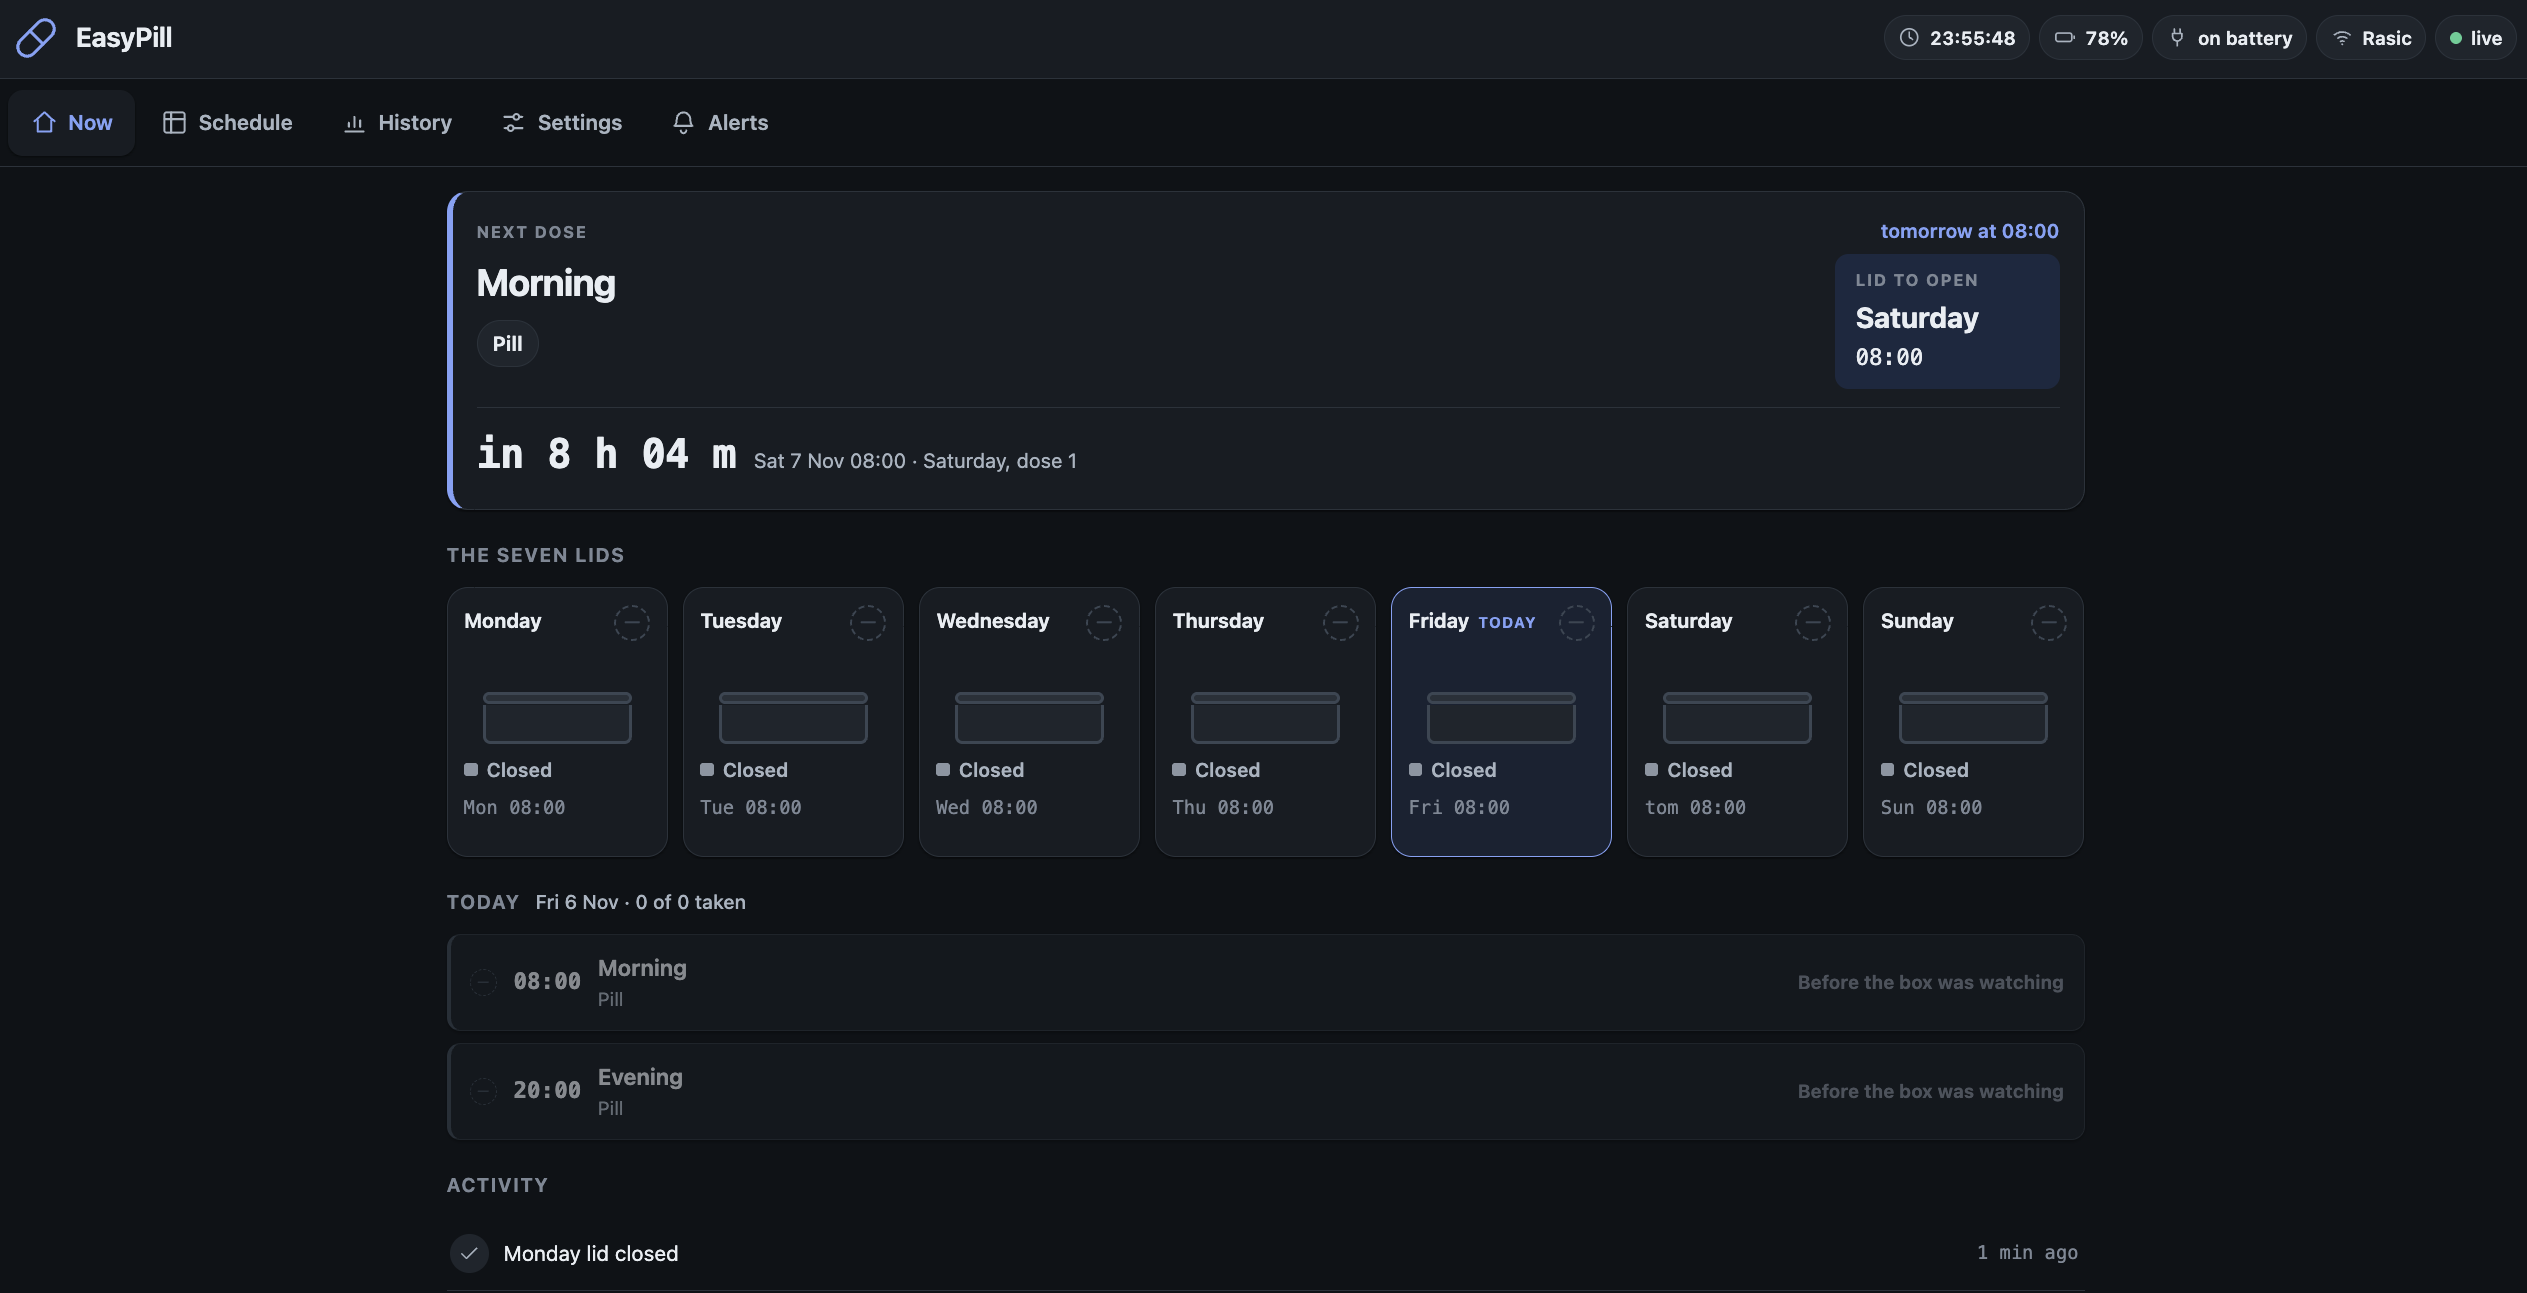 EasyPill
23:55:48
78%
on battery
Rasic
live
Now
Schedule
History
Settings
Alerts
NEXT DOSE
tomorrow at 08:00
Morning
Pill
LID TO OPEN
Saturday
08:00
in 8 h 04 m
Sat 7 Nov 08:00 · Saturday, dose 1
THE SEVEN LIDS
Monday
Closed
Mon 08:00
Tuesday
Closed
Tue 08:00
Wednesday
Closed
Wed 08:00
Thursday
Closed
Thu 08:00
Friday TODAY
Closed
Fri 08:00
Saturday
Closed
tom 08:00
Sunday
Closed
Sun 08:00
TODAY Fri 6 Nov · 0 of 0 taken
08:00
Morning
Pill
Before the box was watching
20:00
Evening
Pill
Before the box was watching
ACTIVITY
Monday lid closed
1 min ago